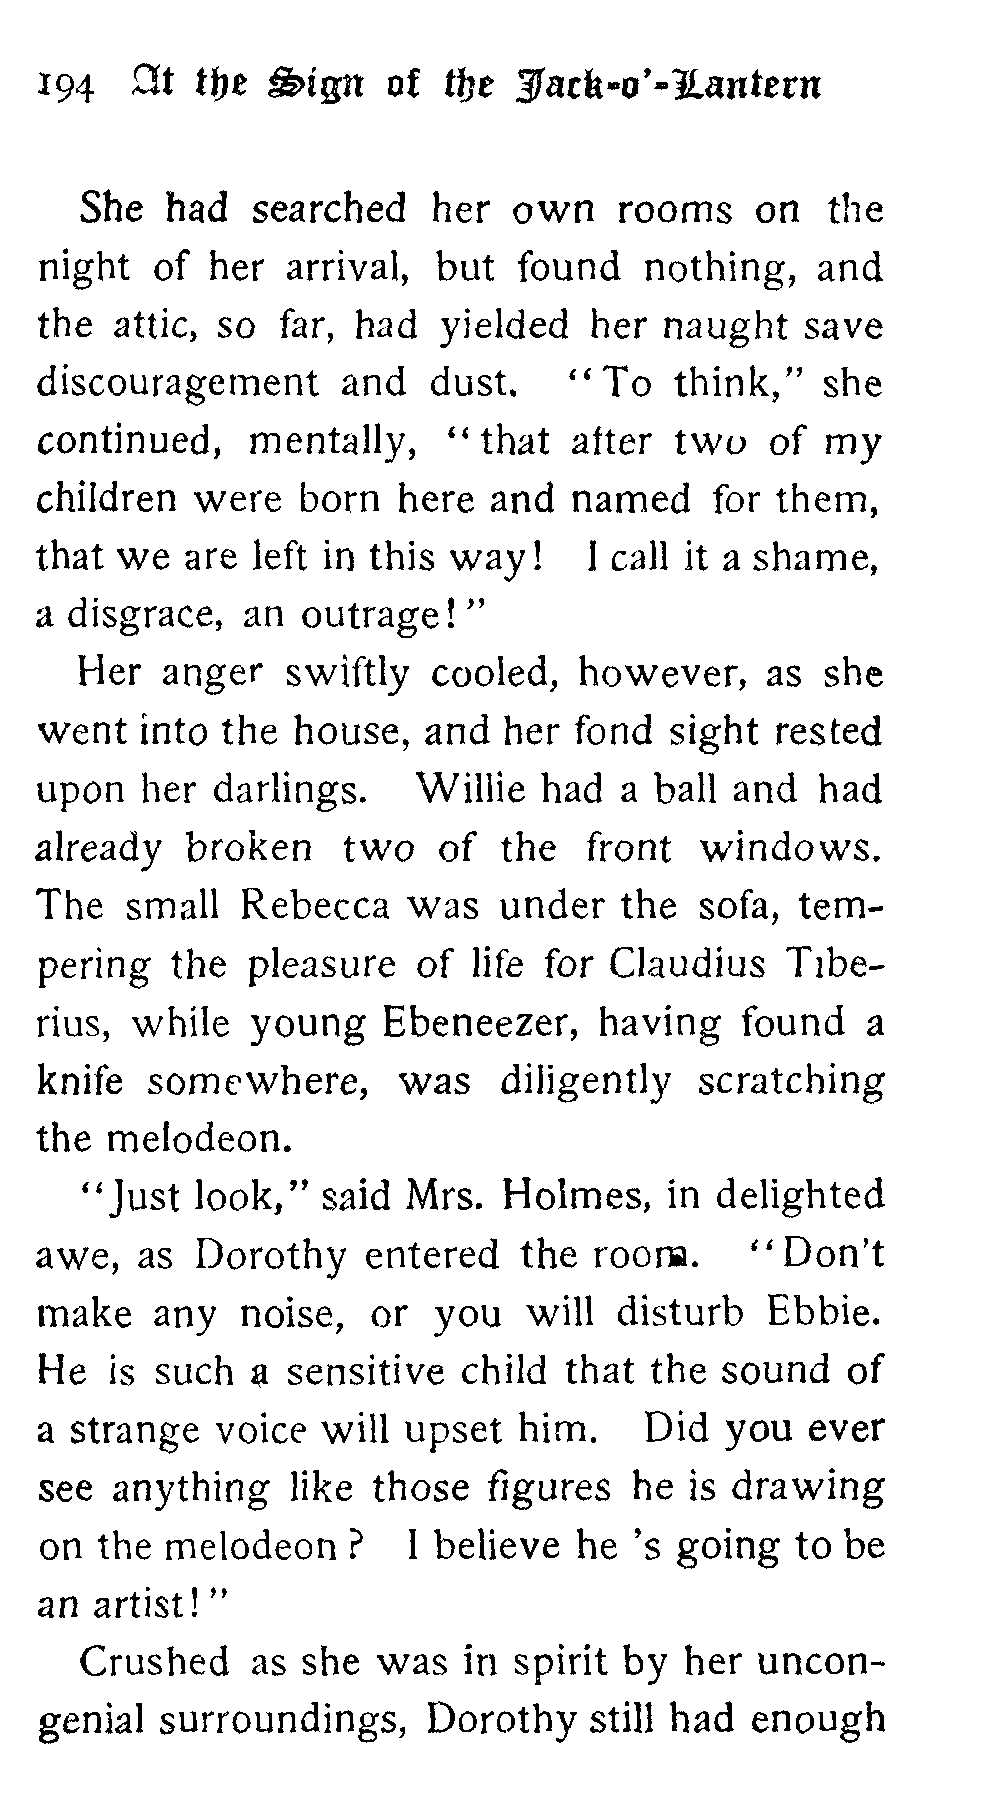 194 At the Sign of the Jack-o'-Lantern
She had searched her own rooms on the
night of her arrival, but found nothing, and
the attic, so far, had yielded her naught save
discouragement and dust. "To think," she
continued, mentally, "that after two of my
children were born here and named for them,
that we are left in this way! I call it a shame,
a disgrace, an outrage!"
Her anger swiftly cooled, however, as she
went into the house, and her fond sight rested
upon her darlings. Willie had a ball and had
already broken two of the front windows.
The small Rebecca was under the sofa, tem-
pering the pleasure of life for Claudius Tibe-
rius, while young Ebeneezer, having found a
knife somewhere, was diligently scratching
the melodeon.
"Just look," said Mrs. Holmes, in delighted
awe, as Dorothy entered the room. "Don't
make any noise, or you will disturb Ebbie.
He is such a sensitive child that the sound of
a strange voice will upset him. Did you ever
see anything like those figures he is drawing
on the melodeon? I believe he 's going to be
an artist!"
Crushed as she was in spirit by her uncon-
genial surroundings, Dorothy still had enough